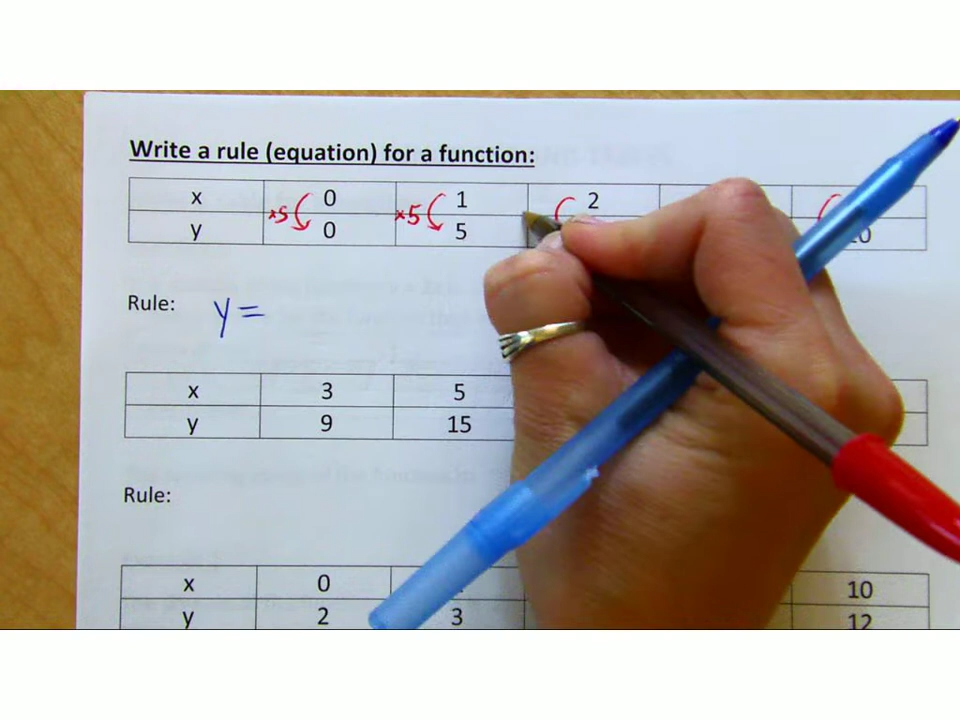 Write a rule (equation) for a function:
x 0 1 2
×5 ×5
y 0 5
Rule: y =
x 3 5
y 9 15
Rule:
x 0 10
y 2 3 12